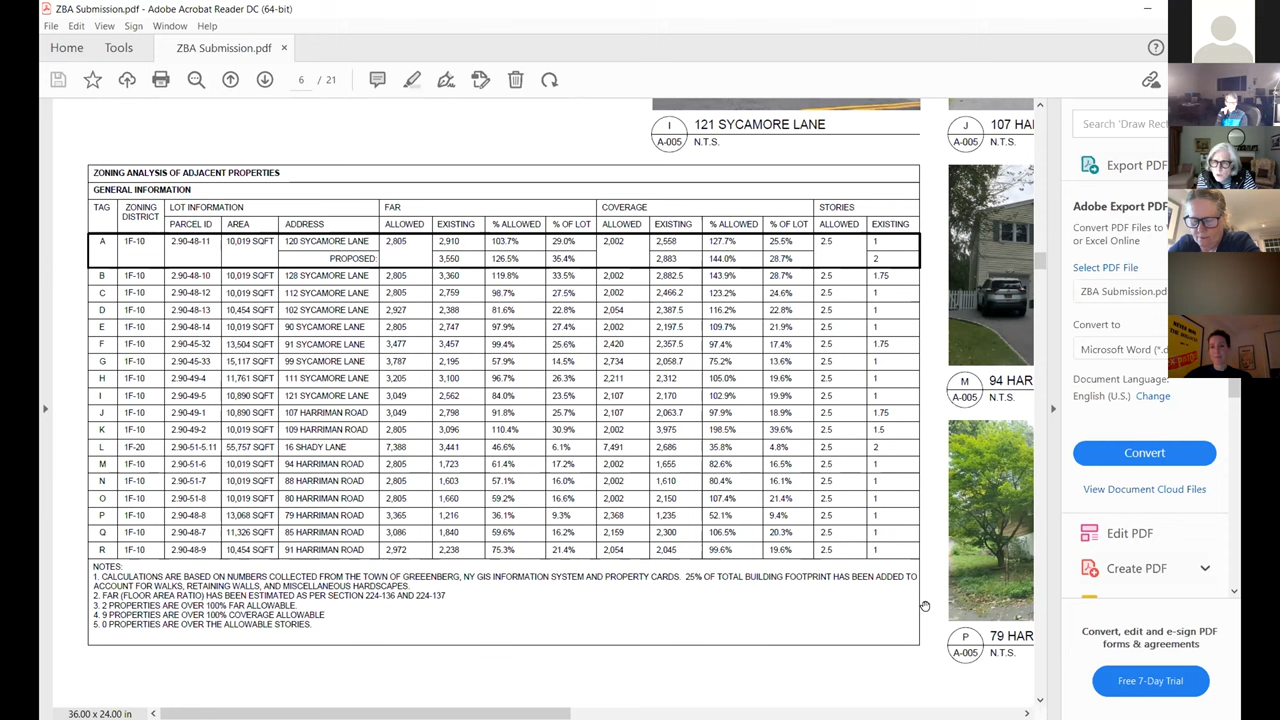 ZBA Submission.pdf - Adobe Acrobat Reader DC (64-bit)
File Edit View Sign Window Help
Home Tools ZBA Submission.pdf ×
6 / 21
I 121 SYCAMORE LANE J 107 HA
A-005 N.T.S. A-005 N.T.S.
ZONING ANALYSIS OF ADJACENT PROPERTIES
GENERAL INFORMATION
TAG ZONING DISTRICT LOT INFORMATION FAR COVERAGE STORIES
PARCEL ID AREA ADDRESS ALLOWED EXISTING % ALLOWED % OF LOT ALLOWED EXISTING % ALLOWED % OF LOT ALLOWED EXISTING
A 1F-10 2.90-48-11 10,019 SQFT 120 SYCAMORE LANE 2,805 2,910 103.7% 29.0% 2,002 2,558 127.7% 25.5% 2.5 1
PROPOSED: 3,550 126.5% 35.4% 2,883 144.0% 28.7% 2
B 1F-10 2.90-48-10 10,019 SQFT 128 SYCAMORE LANE 2,805 3,360 119.8% 33.5% 2,002 2,882.5 143.9% 28.7% 2.5 1.75
C 1F-10 2.90-48-12 10,019 SQFT 112 SYCAMORE LANE 2,805 2,759 98.7% 27.5% 2,002 2,466.2 123.2% 24.6% 2.5 1
D 1F-10 2.90-48-13 10,454 SQFT 102 SYCAMORE LANE 2,927 2,388 81.6% 22.8% 2,054 2,387.5 116.2% 22.8% 2.5 1
E 1F-10 2.90-48-14 10,019 SQFT 90 SYCAMORE LANE 2,805 2,747 97.9% 27.4% 2,002 2,197.5 109.7% 21.9% 2.5 1
F 1F-10 2.90-45-32 13,504 SQFT 91 SYCAMORE LANE 3,477 3,457 99.4% 25.6% 2,420 2,357.5 97.4% 17.4% 2.5 1.75
G 1F-10 2.90-45-33 15,117 SQFT 99 SYCAMORE LANE 3,787 2,195 57.9% 14.5% 2,734 2,058.7 75.2% 13.6% 2.5 1
H 1F-10 2.90-49-4 11,761 SQFT 111 SYCAMORE LANE 3,205 3,100 96.7% 26.3% 2,211 2,312 105.0% 19.6% 2.5 1
I 1F-10 2.90-49-5 10,890 SQFT 121 SYCAMORE LANE 3,049 2,562 84.0% 23.5% 2,107 2,170 102.9% 19.9% 2.5 1
J 1F-10 2.90-49-1 10,890 SQFT 107 HARRIMAN ROAD 3,049 2,798 91.8% 25.7% 2,107 2,063.7 97.9% 18.9% 2.5 1.75
K 1F-10 2.90-49-2 10,019 SQFT 109 HARRIMAN ROAD 2,805 3,096 110.4% 30.9% 2,002 3,975 198.5% 39.6% 2.5 1.5
L 1F-20 2.90-51-5.11 55,757 SQFT 16 SHADY LANE 7,388 3,441 46.6% 6.1% 7,491 2,686 35.8% 4.8% 2.5 2
M 1F-10 2.90-51-6 10,019 SQFT 94 HARRIMAN ROAD 2,805 1,723 61.4% 17.2% 2,002 1,655 82.6% 16.5% 2.5 1
N 1F-10 2.90-51-7 10,019 SQFT 88 HARRIMAN ROAD 2,805 1,603 57.1% 16.0% 2,002 1,610 80.4% 16.1% 2.5 1
O 1F-10 2.90-51-8 10,019 SQFT 80 HARRIMAN ROAD 2,805 1,660 59.2% 16.6% 2,002 2,150 107.4% 21.4% 2.5 1
P 1F-10 2.90-48-8 13,068 SQFT 79 HARRIMAN ROAD 3,365 1,216 36.1% 9.3% 2,368 1,235 52.1% 9.4% 2.5 1
Q 1F-10 2.90-48-7 11,326 SQFT 85 HARRIMAN ROAD 3,086 1,840 59.6% 16.2% 2,159 2,300 106.5% 20.3% 2.5 1
R 1F-10 2.90-48-9 10,454 SQFT 91 HARRIMAN ROAD 2,972 2,238 75.3% 21.4% 2,054 2,045 99.6% 19.6% 2.5 1
NOTES:
1. CALCULATIONS ARE BASED ON NUMBERS COLLECTED FROM THE TOWN OF GREEENBERG, NY GIS INFORMATION SYSTEM AND PROPERTY CARDS. 25% OF TOTAL BUILDING FOOTPRINT HAS BEEN ADDED TO
ACCOUNT FOR WALKS, RETAINING WALLS, AND MISCELLANEOUS HARDSCAPES.
2. FAR (FLOOR AREA RATIO) HAS BEEN ESTIMATED AS PER SECTION 224-136 AND 224-137
3. 2 PROPERTIES ARE OVER 100% FAR ALLOWABLE.
4. 9 PROPERTIES ARE OVER 100% COVERAGE ALLOWABLE
5. 0 PROPERTIES ARE OVER THE ALLOWABLE STORIES.
M 94 HAR
A-005 N.T.S.
P 79 HAR
A-005 N.T.S.
36.00 x 24.00 in
Search 'Draw Rec
Export PDF
Adobe Export PDF
Convert PDF Files to W
or Excel Online
Select PDF File
ZBA Submission.pd
Convert to
Microsoft Word (*.d
Document Language:
English (U.S.) Change
Convert
View Document Cloud Files
Edit PDF
Create PDF
Convert, edit and e-sign PDF
forms & agreements
Free 7-Day Trial